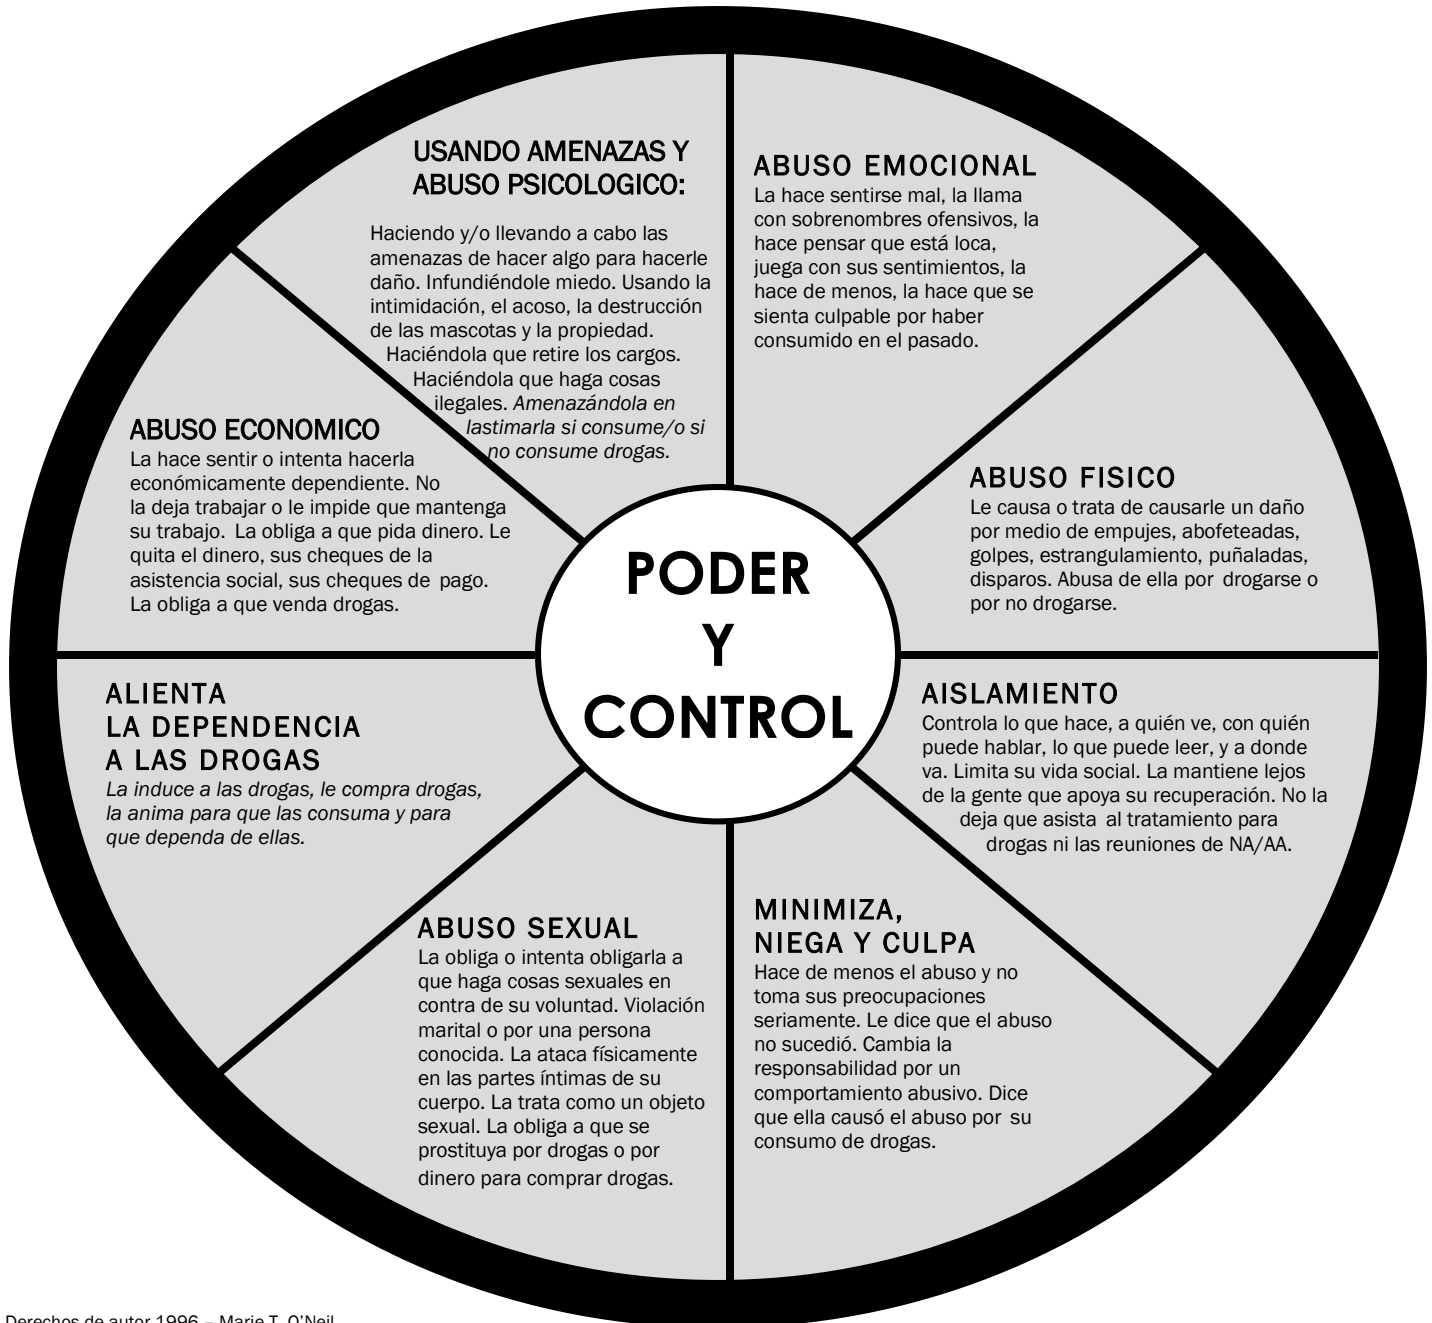 USANDO AMENAZAS Y
ABUSO PSICOLOGICO:
Haciendo y/o llevando a cabo las
amenazas de hacer algo para hacerle
daño. Infundiéndole miedo. Usando la
intimidación, el acoso, la destrucción
de las mascotas y la propiedad.
Haciéndola que retire los cargos.
Haciéndola que haga cosas
ilegales. Amenazándola en
lastimarla si consume/o si
no consume drogas.
ABUSO EMOCIONAL
La hace sentirse mal, la llama
con sobrenombres ofensivos, la
hace pensar que está loca,
juega con sus sentimientos, la
hace de menos, la hace que se
sienta culpable por haber
consumido en el pasado.
ABUSO ECONOMICO
La hace sentir o intenta hacerla
económicamente dependiente. No
la deja trabajar o le impide que mantenga
su trabajo. La obliga a que pida dinero. Le
quita el dinero, sus cheques de la
asistencia social, sus cheques de pago.
La obliga a que venda drogas.
ABUSO FISICO
Le causa o trata de causarle un daño
por medio de empujes, abofeteadas,
golpes, estrangulamiento, puñaladas,
disparos. Abusa de ella por drogarse o
por no drogarse.
PODER
Y
CONTROL
ALIENTA
LA DEPENDENCIA
A LAS DROGAS
La induce a las drogas, le compra drogas,
la anima para que las consuma y para
que dependa de ellas.
AISLAMIENTO
Controla lo que hace, a quién ve, con quién
puede hablar, lo que puede leer, y a donde
va. Limita su vida social. La mantiene lejos
de la gente que apoya su recuperación. No la
deja que asista al tratamiento para
drogas ni las reuniones de NA/AA.
ABUSO SEXUAL
La obliga o intenta obligarla a
que haga cosas sexuales en
contra de su voluntad. Violación
marital o por una persona
conocida. La ataca físicamente
en las partes íntimas de su
cuerpo. La trata como un objeto
sexual. La obliga a que se
prostituya por drogas o por
dinero para comprar drogas.
MINIMIZA,
NIEGA Y CULPA
Hace de menos el abuso y no
toma sus preocupaciones
seriamente. Le dice que el abuso
no sucedió. Cambia la
responsabilidad por un
comportamiento abusivo. Dice
que ella causó el abuso por su
consumo de drogas.
Derechos de autor 1996 – Marie T. O'Neil